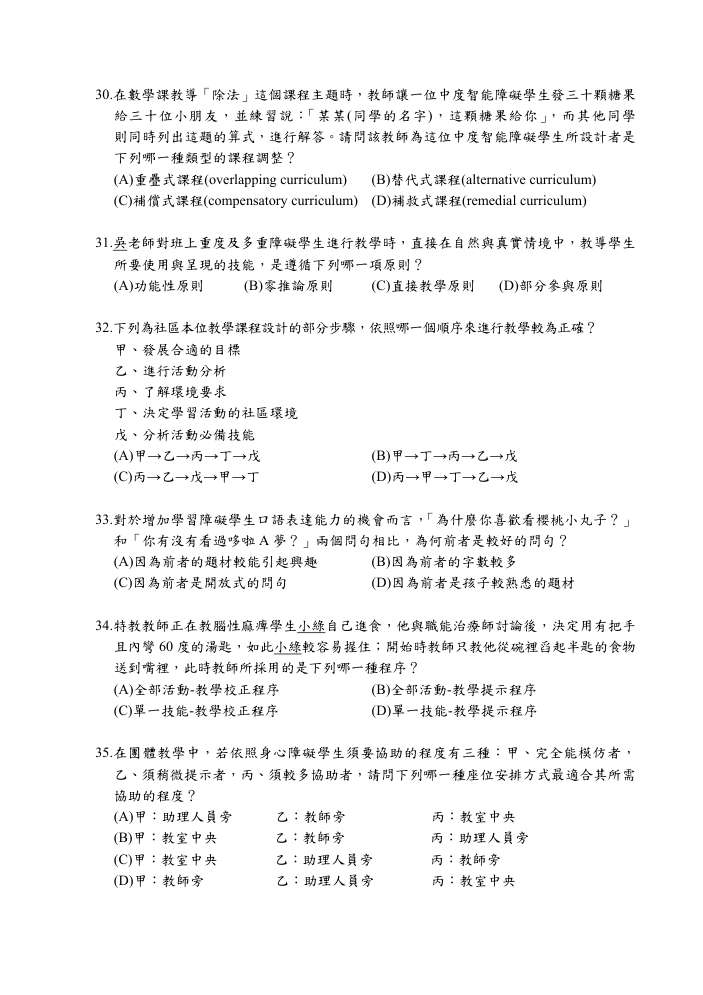 30.在數學課教導「除法」這個課程主題時，教師讓一位中度智能障礙學生發三十顆糖果
給三十位小朋友，並練習說：「某某(同學的名字)，這顆糖果給你」，而其他同學
則同時列出這題的算式，進行解答。請問該教師為這位中度智能障礙學生所設計者是
下列哪一種類型的課程調整？
(A)重疊式課程(overlapping curriculum) (B)替代式課程(alternative curriculum)
(C)補償式課程(compensatory curriculum) (D)補救式課程(remedial curriculum)
31.吳老師對班上重度及多重障礙學生進行教學時，直接在自然與真實情境中，教導學生
所要使用與呈現的技能，是遵循下列哪一項原則？
(A)功能性原則 (B)零推論原則 (C)直接教學原則 (D)部分參與原則
32.下列為社區本位教學課程設計的部分步驟，依照哪一個順序來進行教學較為正確？
甲、發展合適的目標
乙、進行活動分析
丙、了解環境要求
丁、決定學習活動的社區環境
戊、分析活動必備技能
(A)甲→乙→丙→丁→戊 (B)甲→丁→丙→乙→戊
(C)丙→乙→戊→甲→丁 (D)丙→甲→丁→乙→戊
33.對於增加學習障礙學生口語表達能力的機會而言，「為什麼你喜歡看櫻桃小丸子？」
和「你有沒有看過哆啦 A 夢？」兩個問句相比，為何前者是較好的問句？
(A)因為前者的題材較能引起興趣 (B)因為前者的字數較多
(C)因為前者是開放式的問句 (D)因為前者是孩子較熟悉的題材
34.特教教師正在教腦性麻痺學生小綠自己進食，他與職能治療師討論後，決定用有把手
且內彎 60 度的湯匙，如此小綠較容易握住；開始時教師只教他從碗裡舀起半匙的食物
送到嘴裡，此時教師所採用的是下列哪一種程序？
(A)全部活動-教學校正程序 (B)全部活動-教學提示程序
(C)單一技能-教學校正程序 (D)單一技能-教學提示程序
35.在團體教學中，若依照身心障礙學生須要協助的程度有三種：甲、完全能模仿者，
乙、須稍微提示者，丙、須較多協助者，請問下列哪一種座位安排方式最適合其所需
協助的程度？
(A)甲：助理人員旁 乙：教師旁 丙：教室中央
(B)甲：教室中央 乙：教師旁 丙：助理人員旁
(C)甲：教室中央 乙：助理人員旁 丙：教師旁
(D)甲：教師旁 乙：助理人員旁 丙：教室中央